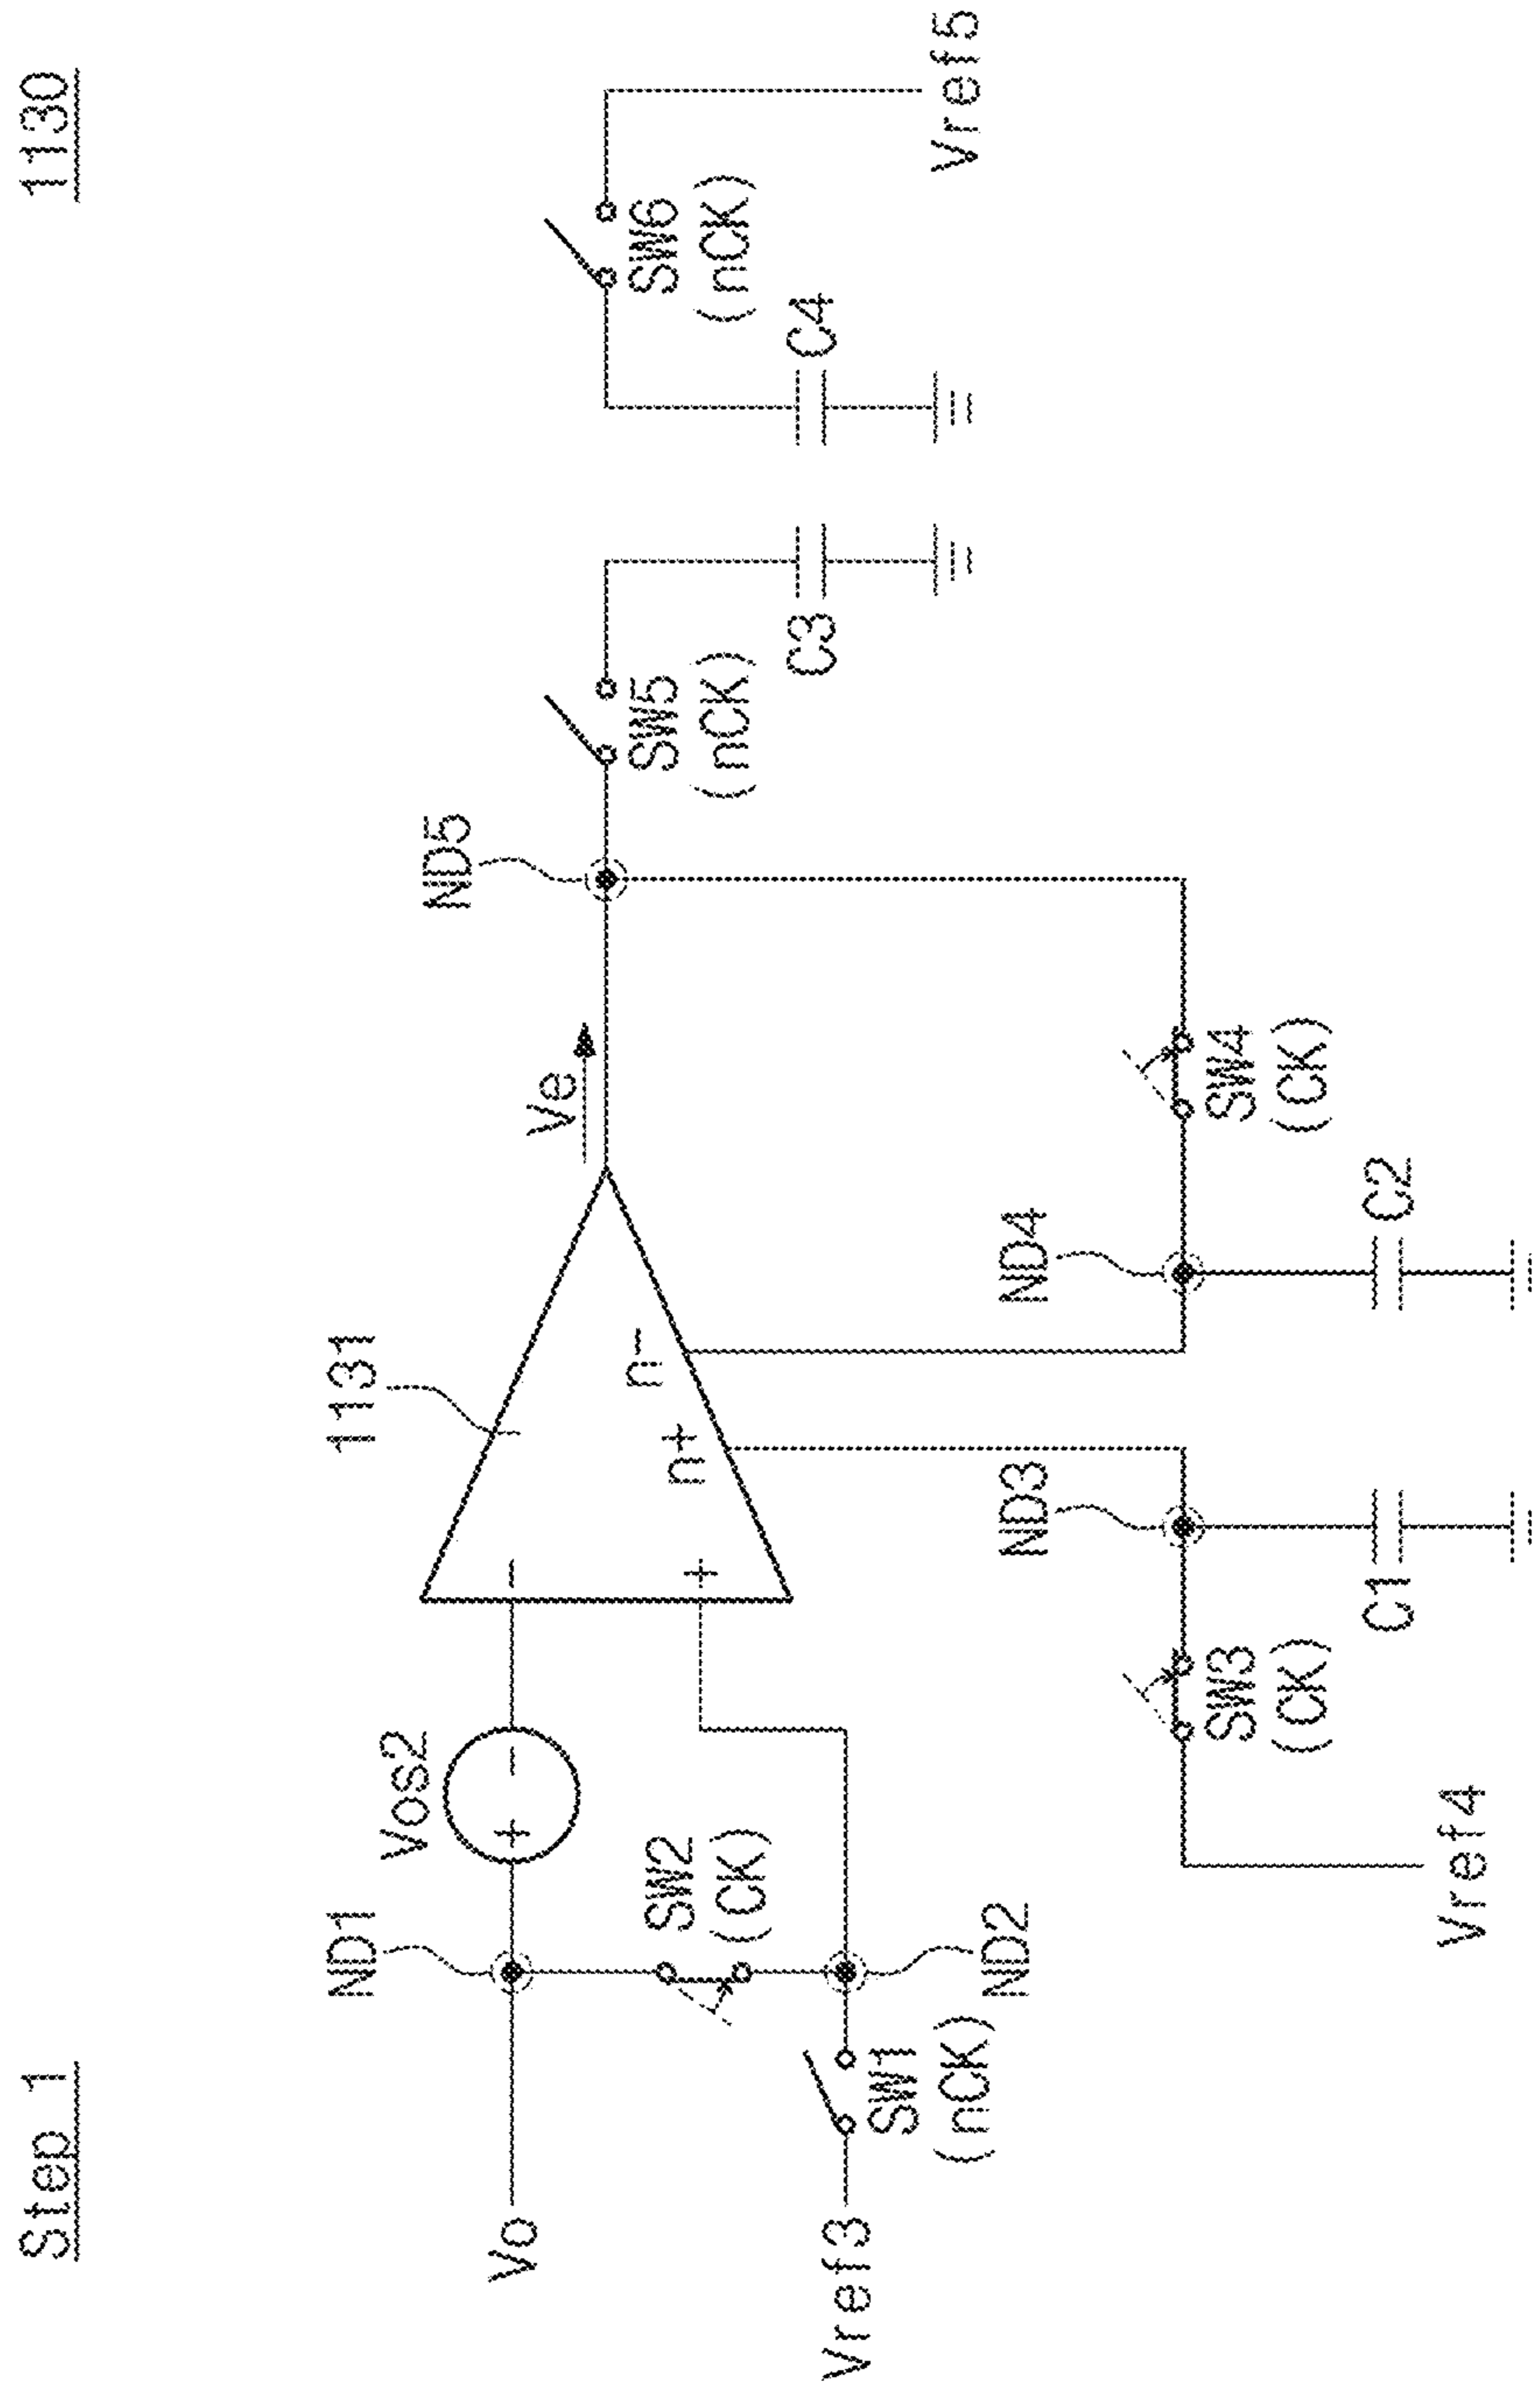 Step 1
1130
Vo
ND1
Vos2
+
-
1131
-
+
n+
n-
Ve
ND5
SW5
(nCK)
SW6
(nCK)
C3
C4
Vref5
SW2
(CK)
Vref3
SW1
(nCK)
ND2
ND3
ND4
SW3
(CK)
SW4
(CK)
Vref4
C1
C2